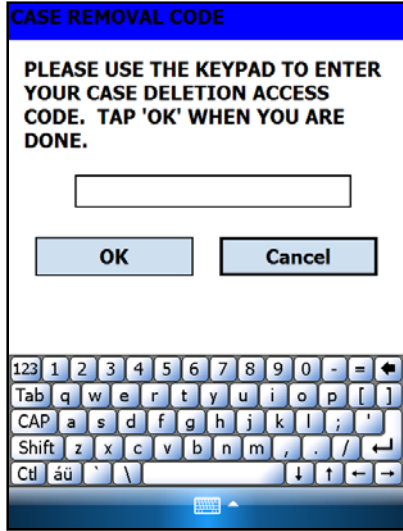 CASE REMOVAL CODE
PLEASE USE THE KEYPAD TO ENTER
YOUR CASE DELETION ACCESS
CODE. TAP 'OK' WHEN YOU ARE
DONE.
OK Cancel
123 1 2 3 4 5 6 7 8 9 0 - =
Tab q w e r t y u i o p [ ]
CAP a s d f g h j k l ; '
Shift z x c v b n m , . /
Ctl áü ` \